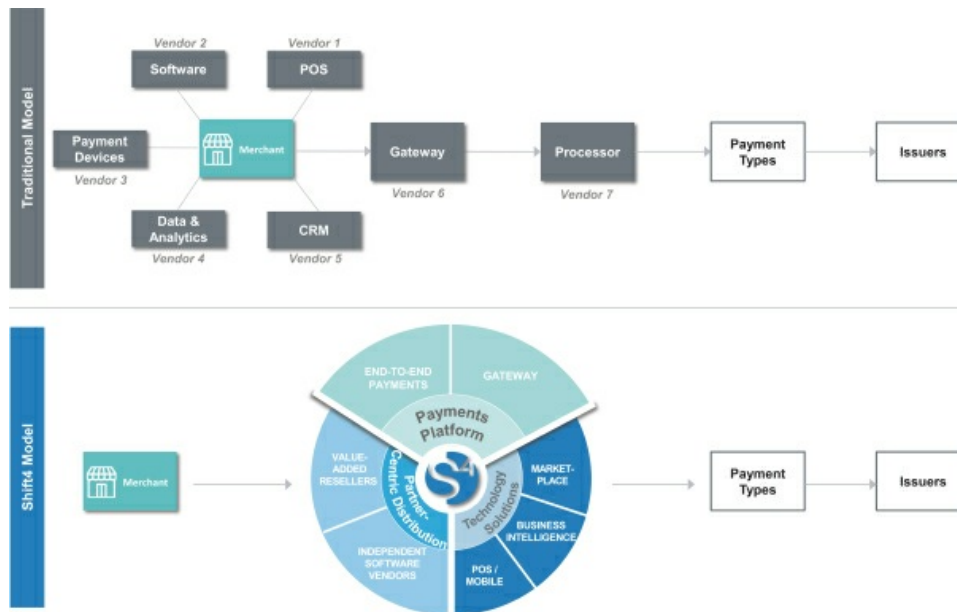 Traditional Model
Vendor 2
Software
Vendor 1
POS
Payment
Devices
Vendor 3
Merchant
Data &
Analytics
Vendor 4
CRM
Vendor 5
Gateway
Vendor 6
Processor
Vendor 7
Payment
Types
Issuers
Shift4 Model
Merchant
END-TO-END
PAYMENTS
GATEWAY
Payments
Platform
VALUE-
ADDED
RESELLERS
INDEPENDENT
SOFTWARE
VENDORS
Partner-
Centric Distribution
S4
Technology
Solutions
MARKET-
PLACE
BUSINESS
INTELLIGENCE
POS /
MOBILE
Payment
Types
Issuers